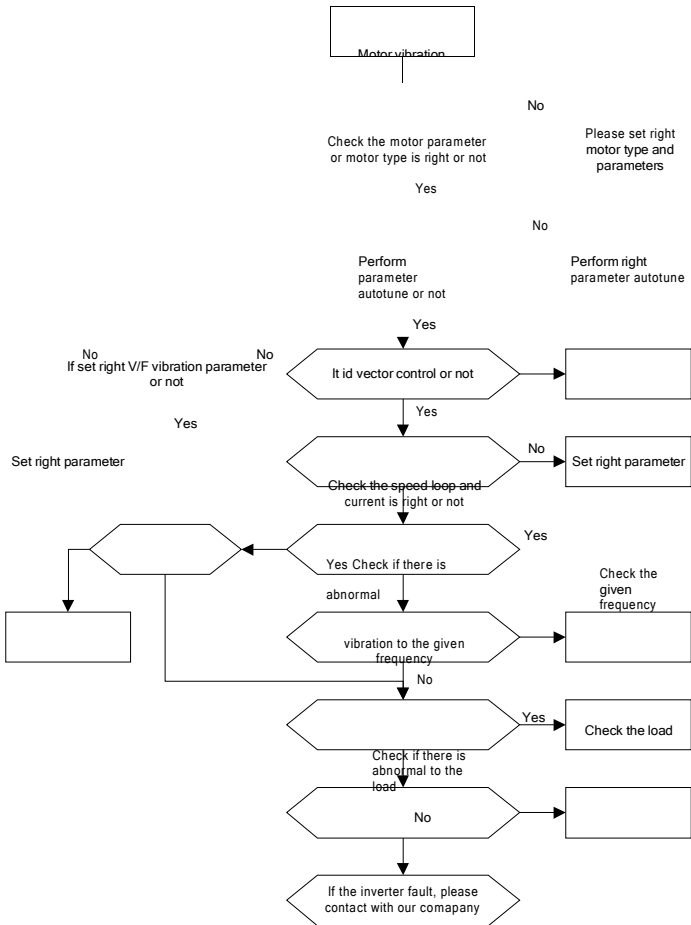 Motor vibration
No
Check the motor parameter
or motor type is right or not
Please set right
motor type and
parameters
Yes
No
Perform
parameter
autotune or not
Perform right
parameter autotune
Yes
No
No
If set right V/F vibration parameter
or not
It id vector control or not
Yes
Yes
No
Set right parameter
Set right parameter
Check the speed loop and
current is right or not
Yes
Yes Check if there is
abnormal
Check the
given
frequency
vibration to the given
frequency
No
Yes
Check the load
Check if there is
abnormal to the
load
No
If the inverter fault, please
contact with our comapany